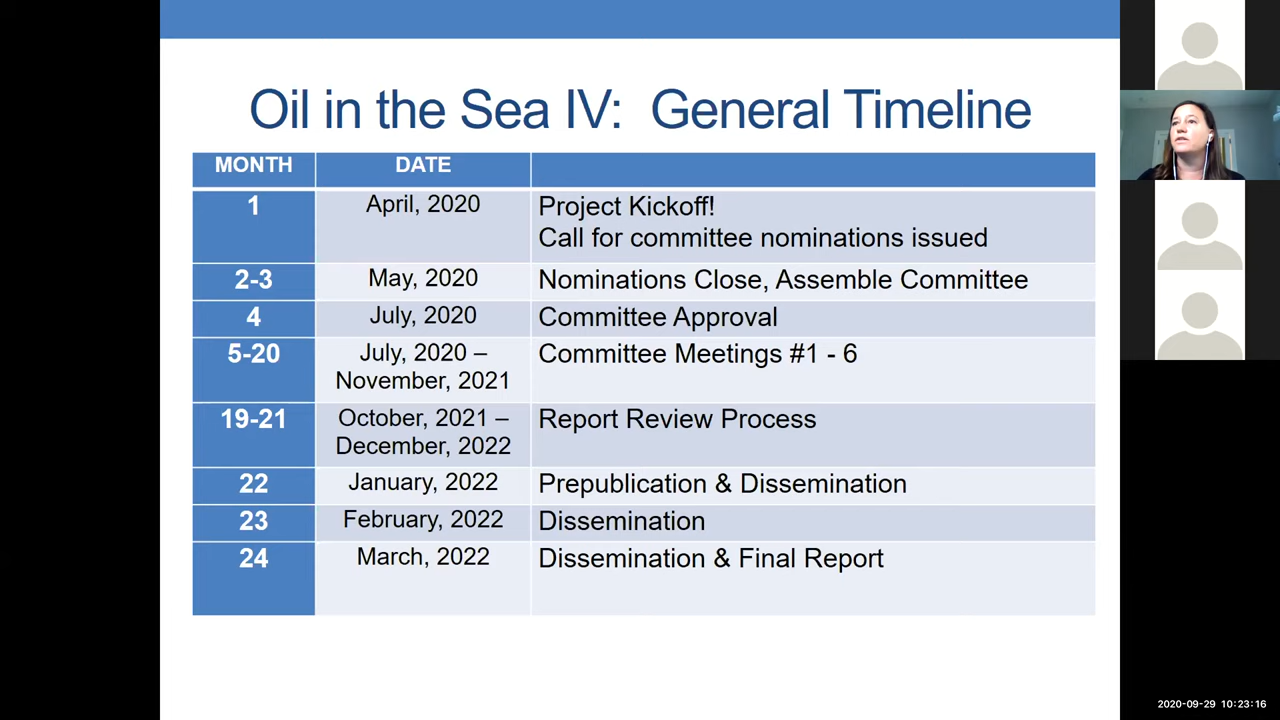 Oil in the Sea IV: General Timeline
MONTH DATE
1 April, 2020 Project Kickoff!
Call for committee nominations issued
2-3 May, 2020 Nominations Close, Assemble Committee
4 July, 2020 Committee Approval
5-20 July, 2020 – Committee Meetings #1 - 6
November, 2021
19-21 October, 2021 – Report Review Process
December, 2022
22 January, 2022 Prepublication & Dissemination
23 February, 2022 Dissemination
24 March, 2022 Dissemination & Final Report
2020-09-29 10:23:16